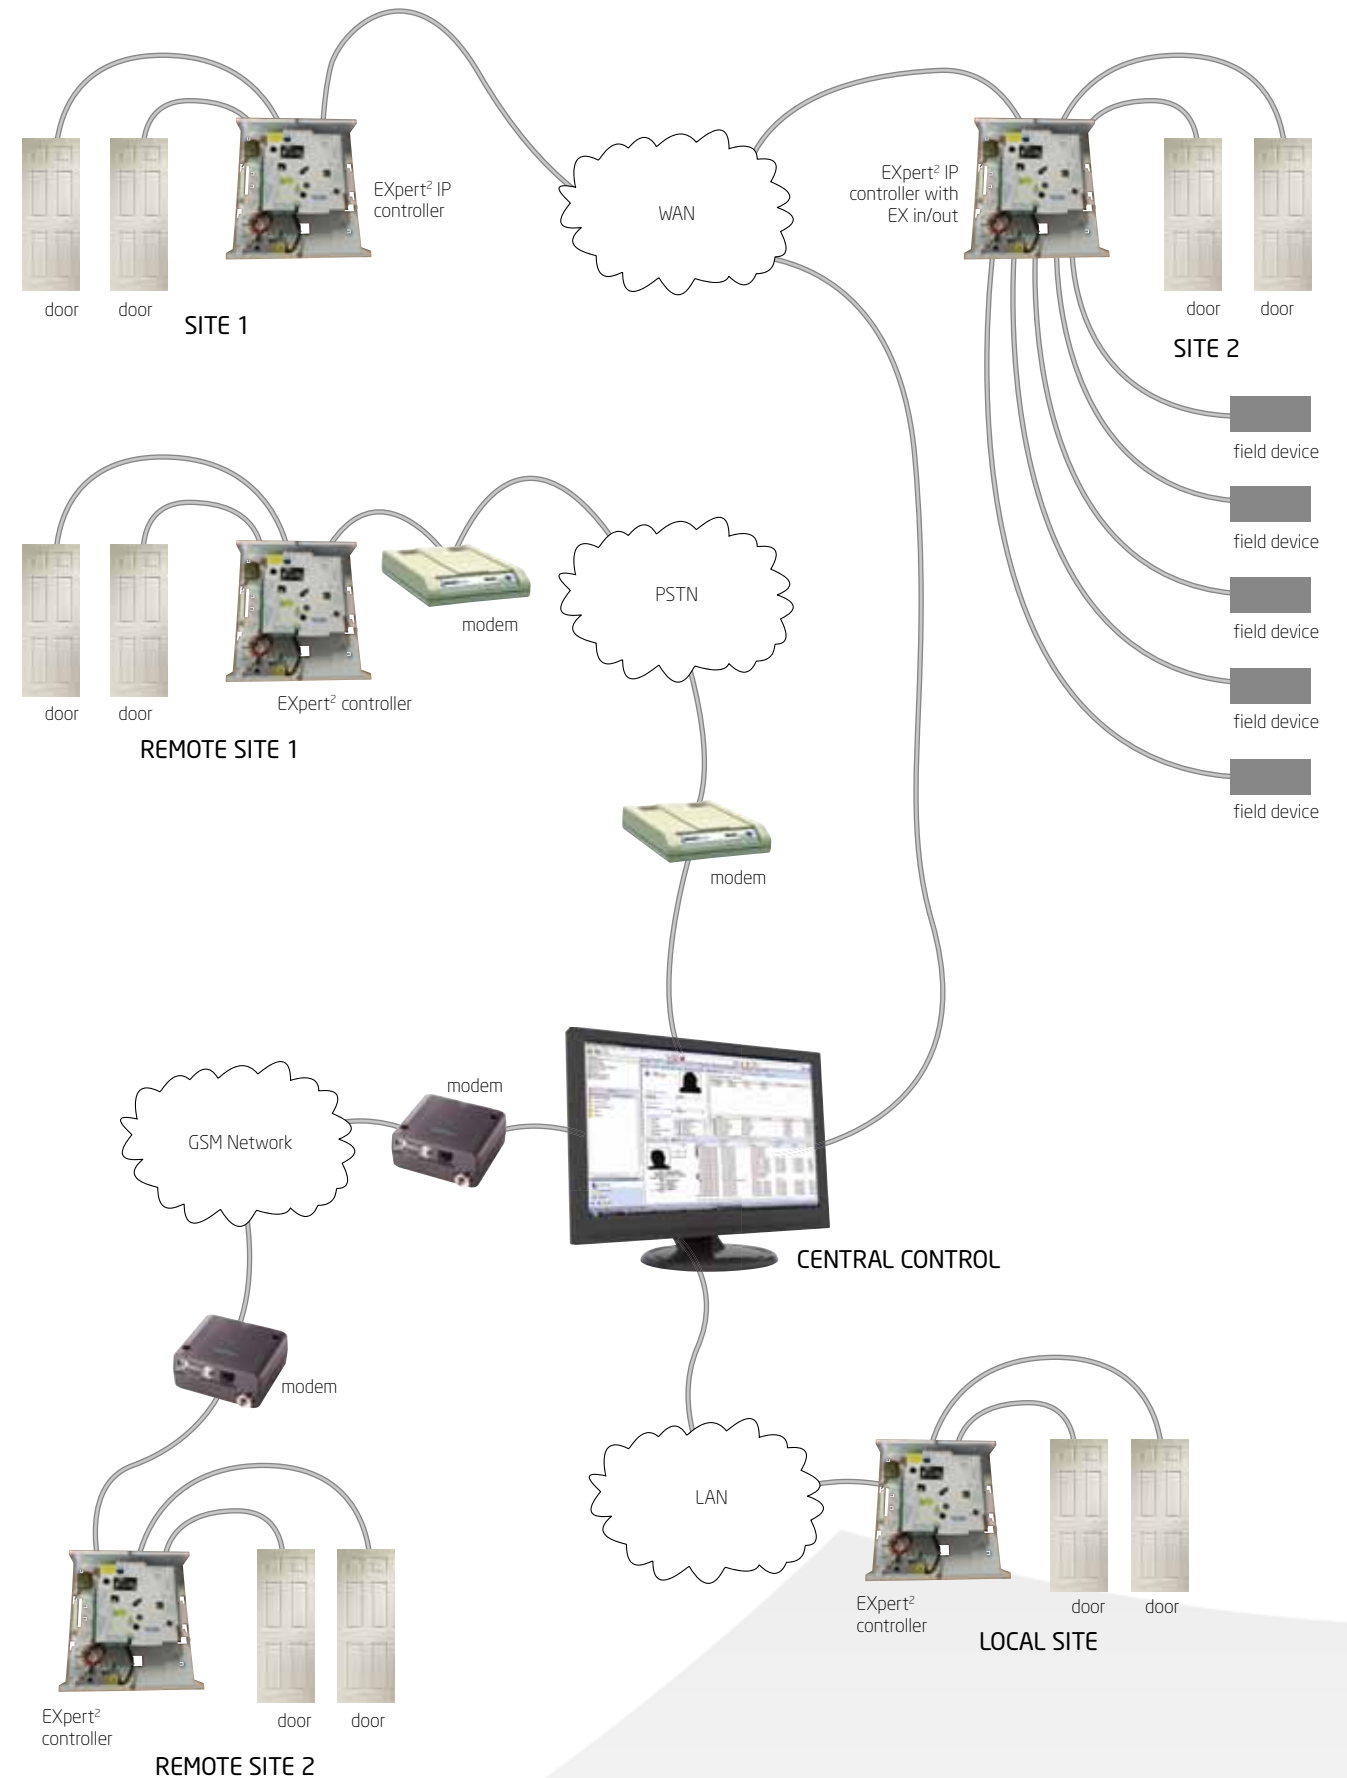 EXpert² IP
controller
WAN
EXpert² IP
controller with
EX in/out
door
door
SITE 1
door
door
SITE 2
field device
field device
field device
field device
field device
modem
PSTN
door
door
EXpert² controller
REMOTE SITE 1
modem
modem
GSM Network
CENTRAL CONTROL
modem
LAN
EXpert²
controller
door
door
LOCAL SITE
EXpert²
controller
door
door
REMOTE SITE 2